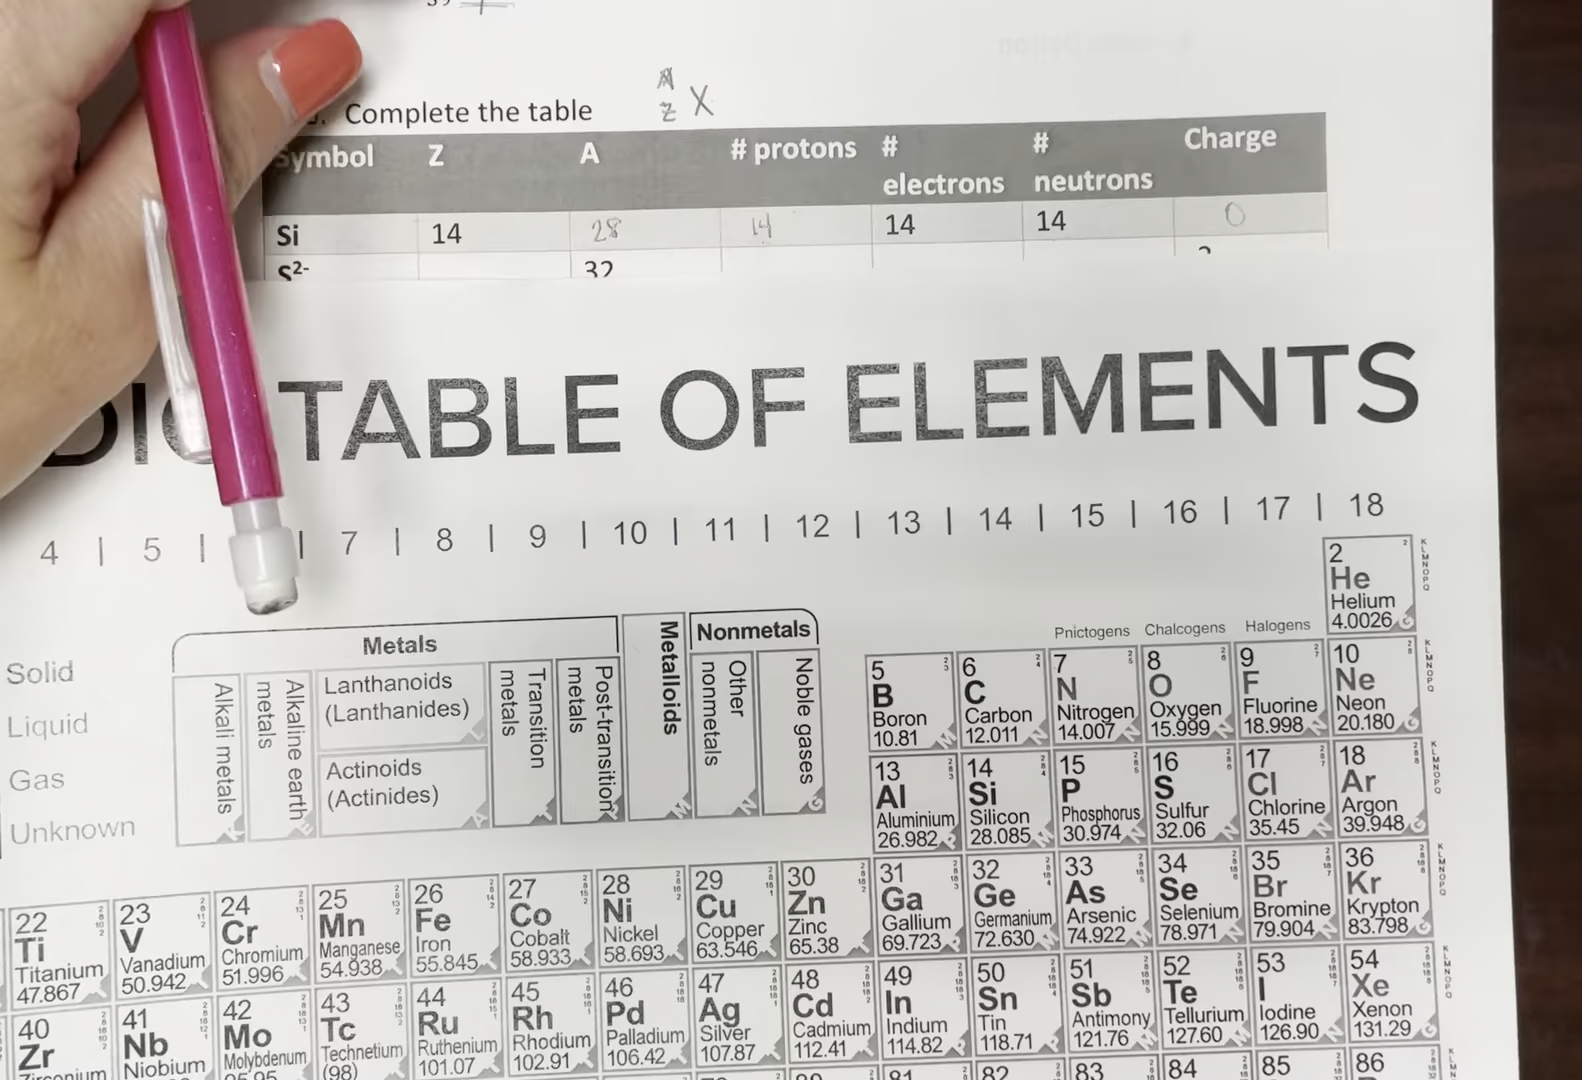 Complete the table
A
Z X
Symbol Z A # protons # electrons # neutrons Charge
Si 14 28 14 14 14 0
S²⁻ 32
TABLE OF ELEMENTS
4 | 5 | | 7 | 8 | 9 | 10 | 11 | 12 | 13 | 14 | 15 | 16 | 17 | 18
Solid
Liquid
Gas
Unknown
Metals
Alkali metals
Alkaline earth metals
Lanthanoids
(Lanthanides)
Actinoids
(Actinides)
Transition metals
Post-transition metals
Metalloids
Nonmetals
Other nonmetals
Noble gases
Pnictogens Chalcogens Halogens
2
He
Helium
4.0026
5 6 7 8 9 10
B C N O F Ne
Boron Carbon Nitrogen Oxygen Fluorine Neon
10.81 12.011 14.007 15.999 18.998 20.180
13 14 15 16 17 18
Al Si P S Cl Ar
Aluminium Silicon Phosphorus Sulfur Chlorine Argon
26.982 28.085 30.974 32.06 35.45 39.948
22 23 24 25 26 27 28 29 30 31 32 33 34 35 36
Ti V Cr Mn Fe Co Ni Cu Zn Ga Ge As Se Br Kr
Titanium Vanadium Chromium Manganese Iron Cobalt Nickel Copper Zinc Gallium Germanium Arsenic Selenium Bromine Krypton
47.867 50.942 51.996 54.938 55.845 58.933 58.693 63.546 65.38 69.723 72.630 74.922 78.971 79.904 83.798
40 41 42 43 44 45 46 47 48 49 50 51 52 53 54
Zr Nb Mo Tc Ru Rh Pd Ag Cd In Sn Sb Te I Xe
Niobium Molybdenum Technetium Ruthenium Rhodium Palladium Silver Cadmium Indium Tin Antimony Tellurium Iodine Xenon
(98) 101.07 102.91 106.42 107.87 112.41 114.82 118.71 121.76 127.60 126.90 131.29
81 82 83 84 85 86